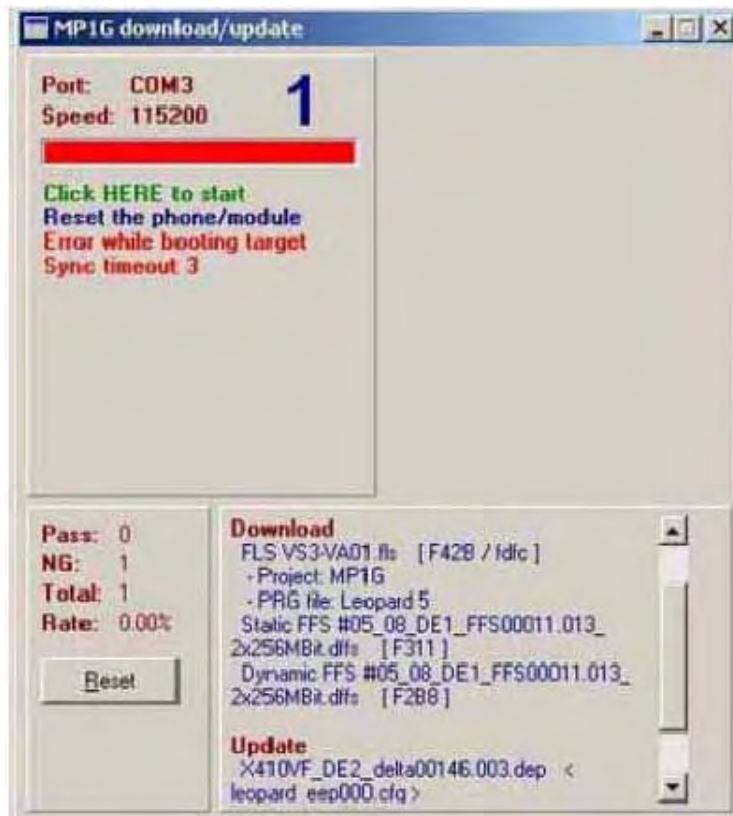 MP1G download/update
Port: COM3
Speed: 115200
1
Click HERE to start
Reset the phone/module
Error while booting target
Sync timeout 3
Pass: 0
NG: 1
Total: 1
Rate: 0.00%
Reset
Download
FLS VS3-VA01.fls [ F42B / fdfc ]
- Project: MP1G
- PRG file: Leopard 5
Static FFS #05_08_DE1_FFS00011.013_
2x256MBit.dffs [ F311 ]
Dynamic FFS #05_08_DE1_FFS00011.013_
2x256MBit.dffs [ F2B8 ]
Update
X410VF_DE2_delta00146.003.dep <
leopard_eep000.cfg >